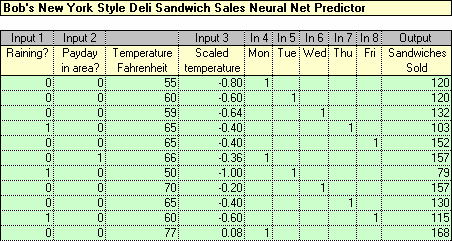 Bob's New York Style Deli Sandwich Sales Neural Net Predictor
Input 1 Input 2 Input 3 In 4 In 5 In 6 In 7 In 8 Output
Raining? Payday Temperature Scaled Mon Tue Wed Thu Fri Sandwiches
in area? Fahrenheit temperature Sold
0 0 55 -0.80 1 120
0 0 60 -0.60 1 120
0 0 59 -0.64 1 132
1 0 65 -0.40 1 103
0 0 65 -0.40 1 152
0 1 66 -0.36 1 157
1 0 50 -1.00 1 79
0 0 70 -0.20 1 157
0 0 65 -0.40 1 130
1 0 60 -0.60 1 115
0 0 77 0.08 1 168